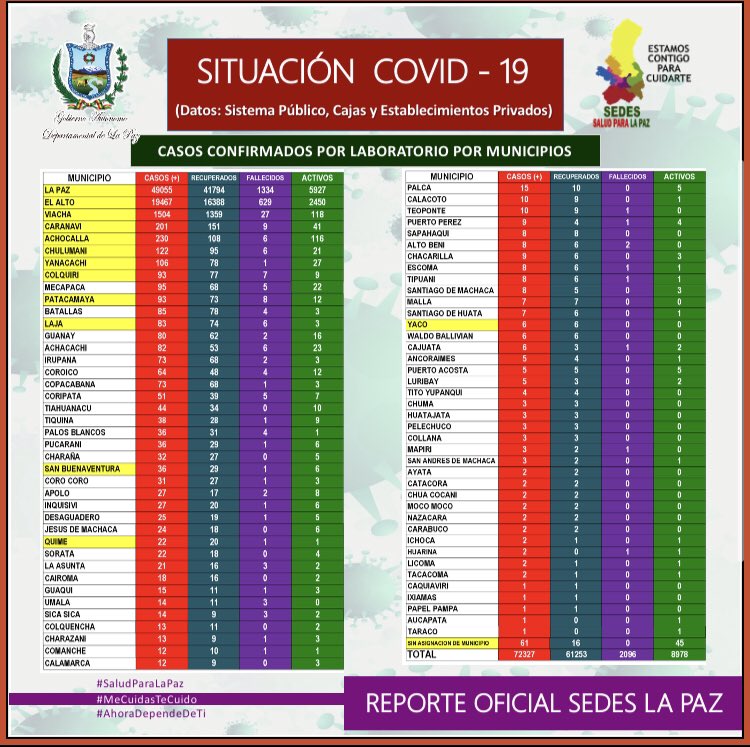 Gobierno Autónomo
Departamental de La Paz
SITUACIÓN COVID - 19
(Datos: Sistema Público, Cajas y Establecimientos Privados)
ESTAMOS
CONTIGO
PARA
CUIDARTE
SEDES
SALUD PARA LA PAZ
CASOS CONFIRMADOS POR LABORATORIO POR MUNICIPIOS
MUNICIPIO CASOS (+) RECUPERADOS FALLECIDOS ACTIVOS
LA PAZ 49055 41794 1334 5927
EL ALTO 19467 16388 629 2450
VIACHA 1504 1359 27 118
CARANAVI 201 151 9 41
ACHOCALLA 230 108 6 116
CHULUMANI 122 95 6 21
YANACACHI 106 78 1 27
COLQUIRI 93 77 7 9
MECAPACA 95 68 5 22
PATACAMAYA 93 73 8 12
BATALLAS 85 78 4 3
LAJA 83 74 6 3
GUANAY 80 62 2 16
ACHACACHI 82 53 6 23
IRUPANA 73 68 2 3
COROICO 64 48 4 12
COPACABANA 73 68 1 3
CORIPATA 51 39 5 7
TIAHUANACU 44 34 0 10
TIQUINA 38 28 1 9
PALOS BLANCOS 36 31 4 1
PUCARANI 36 29 1 6
CHARAÑA 32 27 0 5
SAN BUENAVENTURA 36 29 1 6
CORO CORO 31 27 1 3
APOLO 27 17 2 8
INQUISIVI 27 20 1 6
DESAGUADERO 25 19 1 5
JESUS DE MACHACA 24 18 0 6
QUIME 22 20 1 1
SORATA 22 18 0 4
LA ASUNTA 21 16 3 2
CAIROMA 18 16 0 2
GUAQUI 15 11 1 3
UMALA 14 11 3 0
SICA SICA 14 9 3 2
COLQUENCHA 13 11 0 2
CHARAZANI 13 9 1 3
COMANCHE 12 10 1 1
CALAMARCA 12 9 0 3
MUNICIPIO CASOS (+) RECUPERADOS FALLECIDOS ACTIVOS
PALCA 15 10 0 5
CALACOTO 10 9 0 1
TEOPONTE 10 9 1 0
PUERTO PEREZ 9 4 1 4
SAPAHAQUI 8 8 0 0
ALTO BENI 8 6 2 0
CHACARILLA 9 6 0 3
ESCOMA 8 6 1 1
TIPUANI 8 6 1 1
SANTIAGO DE MACHACA 8 5 0 3
MALLA 7 7 0 0
SANTIAGO DE HUATA 7 6 0 1
YACO 6 6 0 0
WALDO BALLIVIAN 6 6 0 0
CAJUATA 6 3 1 2
ANCORAIMES 5 4 0 1
PUERTO ACOSTA 5 5 0 5
LURIBAY 5 3 0 2
TITO YUPANQUI 4 4 0 0
CHUMA 3 3 0 0
HUATAJATA 3 3 0 0
PELECHUCO 3 3 0 0
COLLANA 3 3 0 0
MAPIRI 3 2 1 0
SAN ANDRES DE MACHACA 3 2 0 1
AYATA 2 2 0 0
CATACORA 2 2 0 0
CHUA COCANI 2 2 0 0
MOCO MOCO 2 2 0 0
NAZACARA 2 2 0 0
CARABUCO 2 2 0 0
ICHOCA 2 1 0 1
HUARINA 2 0 1 1
LICOMA 2 1 0 1
TACACOMA 2 1 0 1
CAQUIAVIRI 1 1 0 0
IXIAMAS 1 1 0 0
PAPEL PAMPA 1 1 0 0
AUCAPATA 1 0 0 1
TARACO 1 0 0 1
SIN ASIGNACION DE MUNICIPIO 61 16 0 45
TOTAL 72327 61253 2096 8978
#SaludParaLaPaz
#MeCuidasTeCuido
#AhoraDependeDeTi
REPORTE OFICIAL SEDES LA PAZ